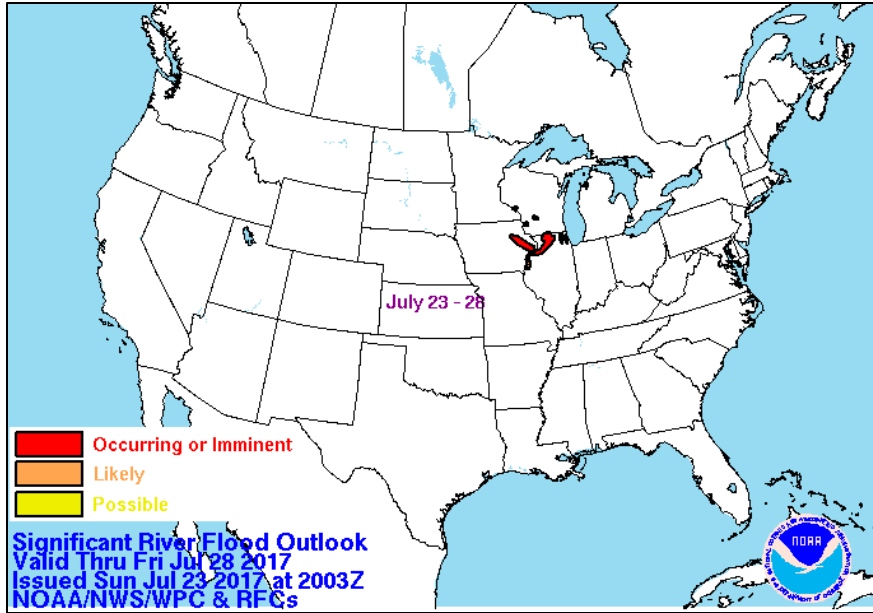 July 23 - 28
Occurring or Imminent
Likely
Possible
Significant River Flood Outlook
Valid Thru Fri Jul 28 2017
Issued Sun Jul 23 2017 at 2003Z
NOAA/NWS/WPC & RFCs
NOAA